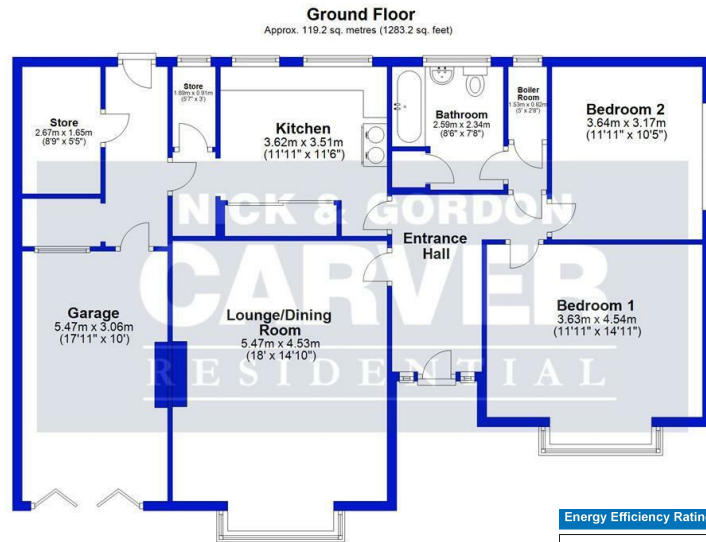 Ground Floor
Approx. 119.2 sq. metres (1283.2 sq. feet)
Store
2.67m x 1.65m
(8'9" x 5'5")
Store
1.69m x 0.91m
(5'7" x 3')
Kitchen
3.62m x 3.51m
(11'11" x 11'6")
Bathroom
2.59m x 2.34m
(8'6" x 7'8")
Boiler
Room
1.53m x 0.82m
(5' x 2'8")
Bedroom 2
3.64m x 3.17m
(11'11" x 10'5")
NICK & GORDON
CARVER
RESIDENTIAL
Entrance
Hall
Garage
5.47m x 3.06m
(17'11" x 10')
Lounge/Dining
Room
5.47m x 4.53m
(18' x 14'10")
Bedroom 1
3.63m x 4.54m
(11'11" x 14'11")
Energy Efficiency Rating